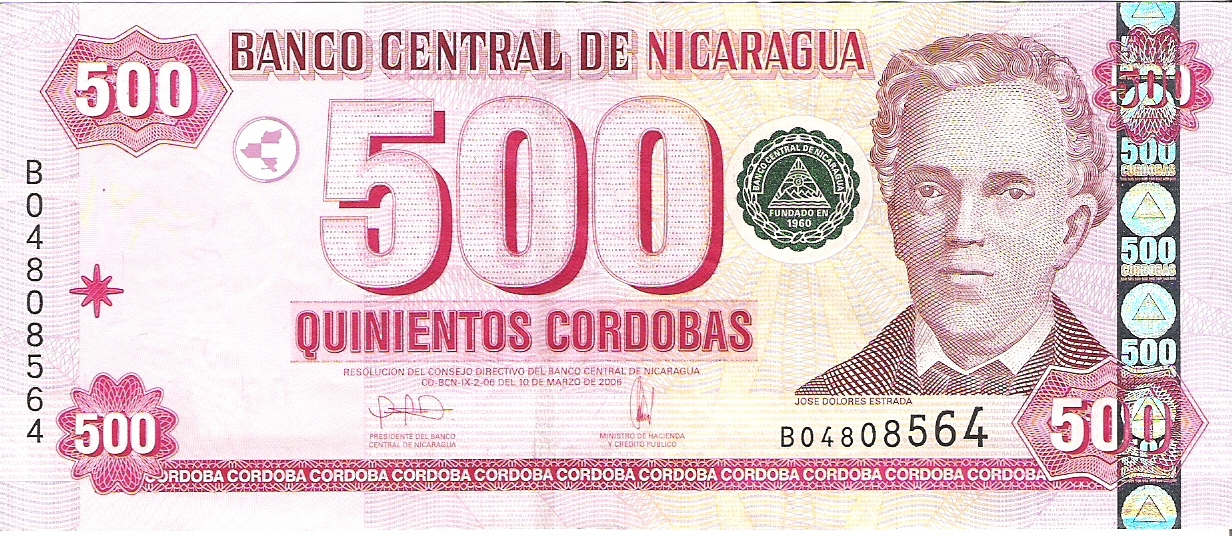 500
BANCO CENTRAL DE NICARAGUA
500
500
500
CORDOBAS
BANCO CENTRAL DE NICARAGUA
FUNDADO EN
1960
B04808564
500
CORDOBAS
QUINIENTOS CORDOBAS
500
RESOLUCION DEL CONSEJO DIRECTIVO DEL BANCO CENTRAL DE NICARAGUA
CD-BCN-IX-2-06 DEL 10 DE MARZO DE 2006
JOSE DOLORES ESTRADA
500
PRESIDENTE DEL BANCO
CENTRAL DE NICARAGUA
MINISTRO DE HACIENDA
Y CREDITO PUBLICO
B04808564
500
CORDOBA CORDOBA CORDOBA CORDOBA CORDOBA CORDOBA CORDOBA CORDOBA CORDOBA CORDOBA CORDOBA